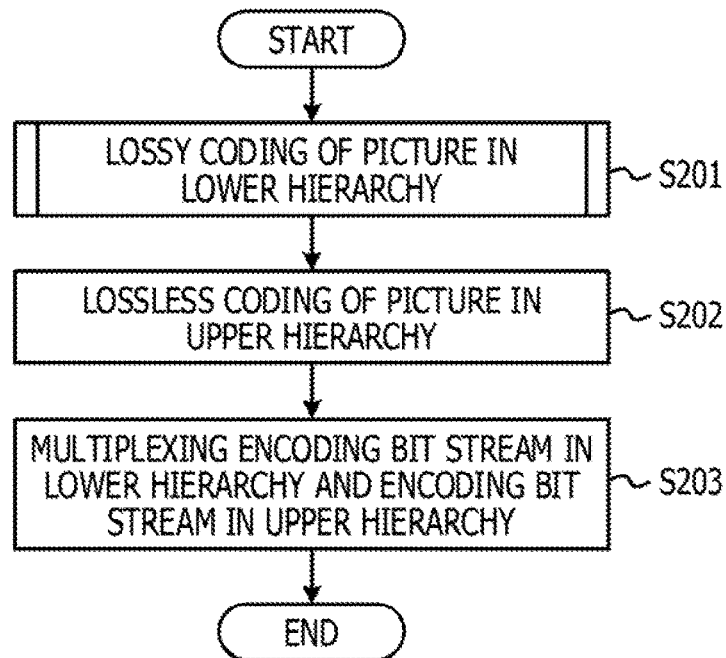 START
LOSSY CODING OF PICTURE IN
LOWER HIERARCHY
S201
LOSSLESS CODING OF PICTURE IN
UPPER HIERARCHY
S202
MULTIPLEXING ENCODING BIT STREAM IN
LOWER HIERARCHY AND ENCODING BIT
STREAM IN UPPER HIERARCHY
S203
END